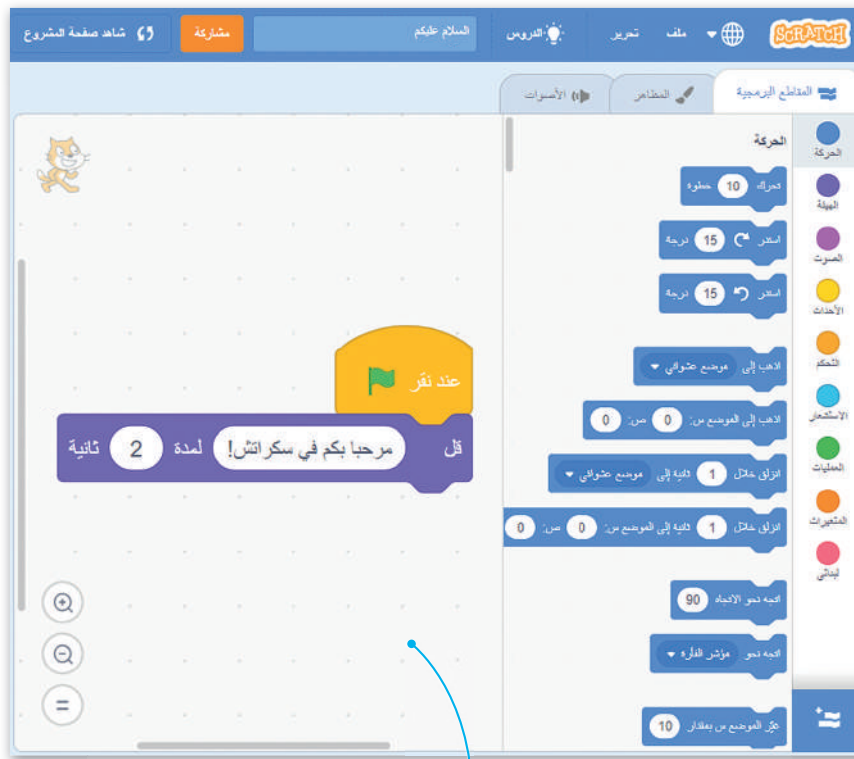 SCRATCH ملف تحرير الدروس السلام عليكم مشاركة شاهد صفحة المشروع
المقاطع البرمجية المظاهر الأصوات
الحركة
الهيئة
الصوت
الأحداث
التحكم
الاستشعار
العمليات
المتغيرات
لبناتي
الحركة
تحرك 10 خطوة
استدر 15 درجة
استدر 15 درجة
اذهب إلى موضع عشوائي
اذهب إلى الموضع س: 0 ص: 0
انزلق خلال 1 ثانية إلى موضع عشوائي
انزلق خلال 1 ثانية إلى الموضع س: 0 ص: 0
اتجه نحو الاتجاه 90
اتجه نحو مؤشر الفأرة
غيّر الموضع س بمقدار 10
عند نقر
قل مرحبا بكم في سكراتش! لمدة 2 ثانية